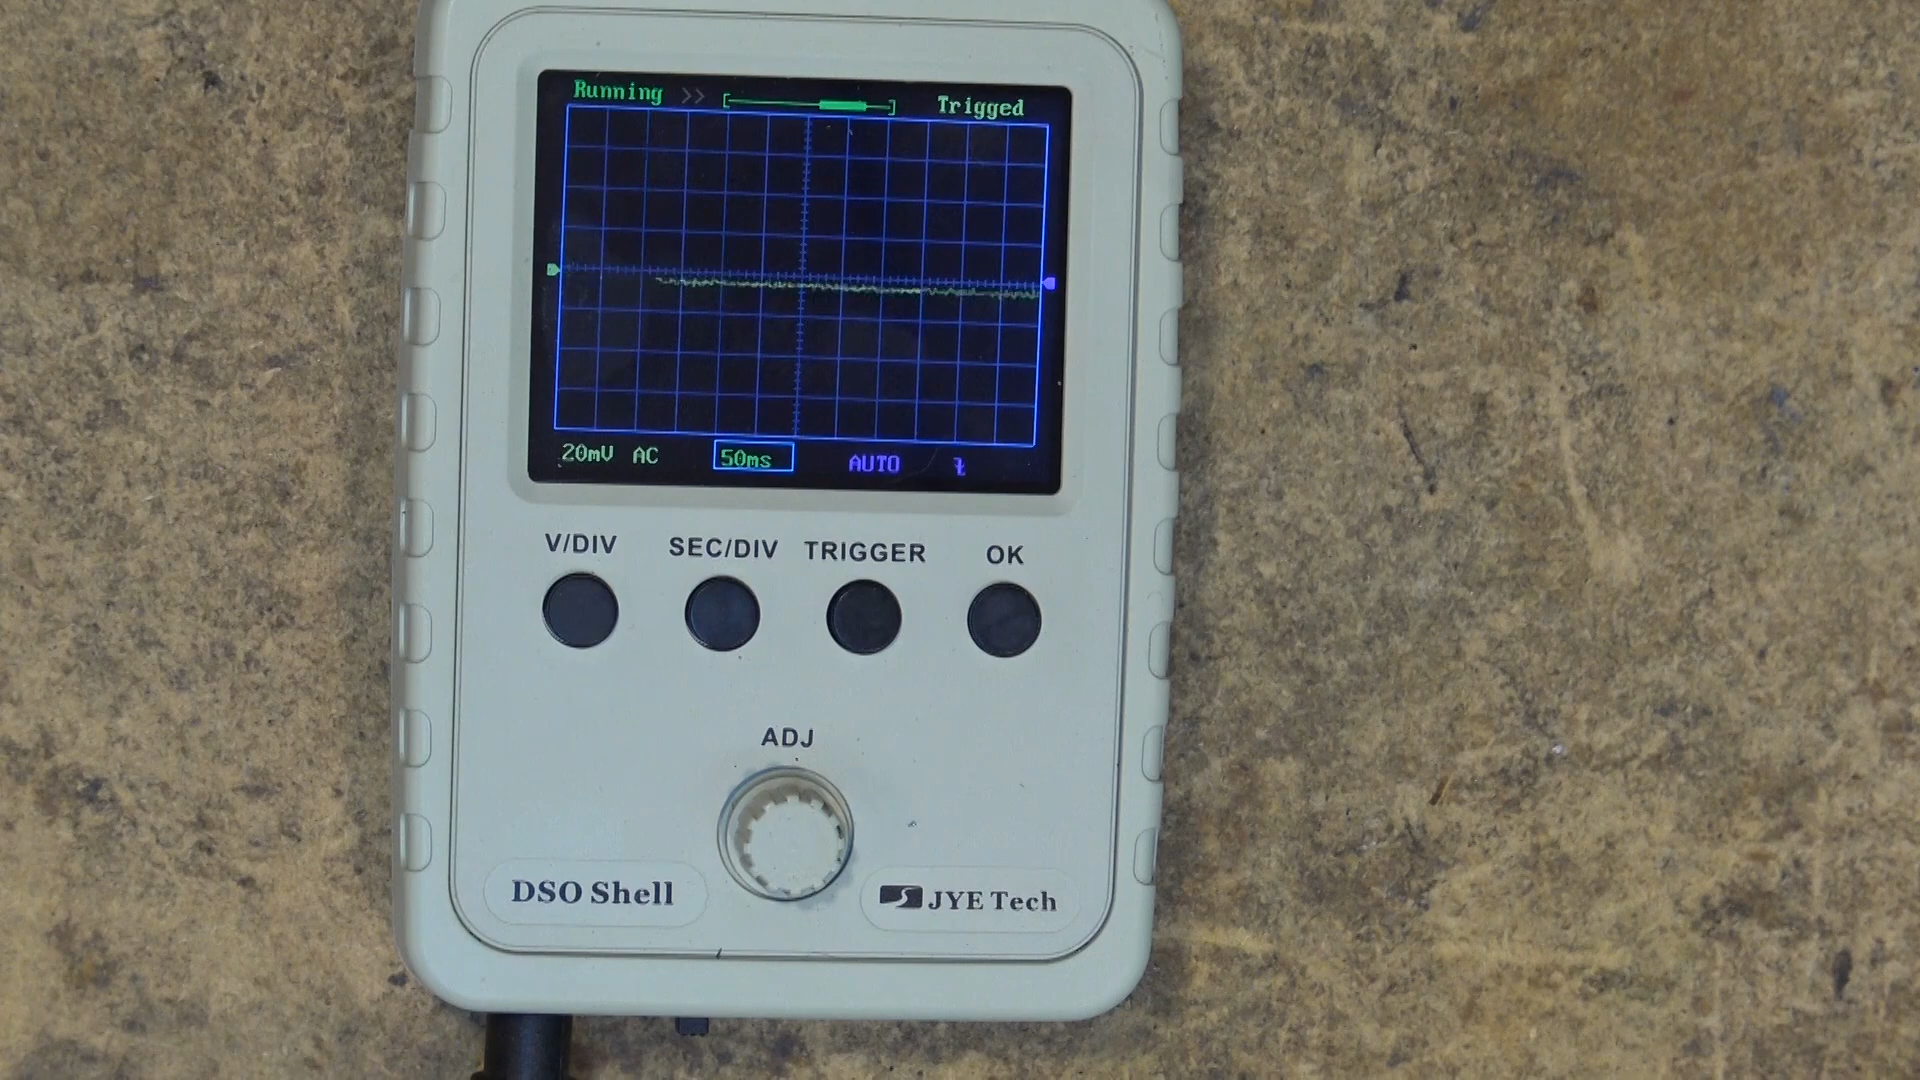 Running >> Trigged
20mV AC 50ms AUTO
V/DIV SEC/DIV TRIGGER OK
ADJ
DSO Shell JYE Tech